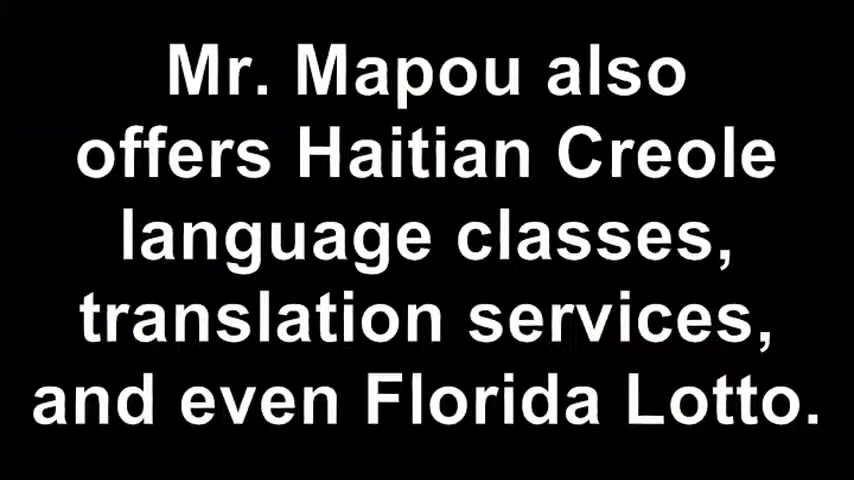 Mr. Mapou also
offers Haitian Creole
language classes,
translation services,
and even Florida Lotto.